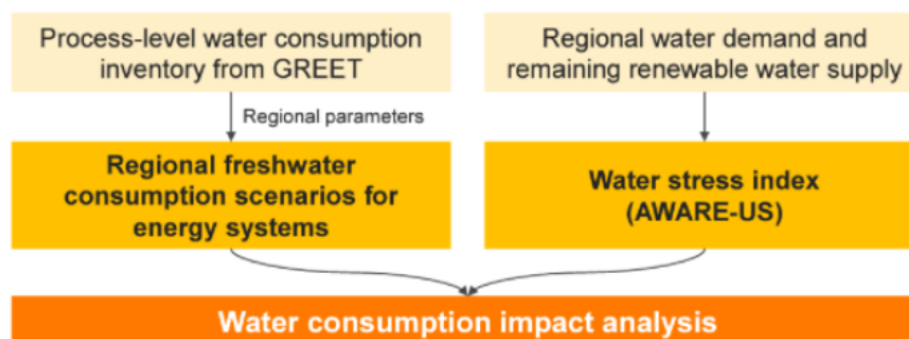 Process-level water consumption
inventory from GREET
Regional water demand and
remaining renewable water supply
Regional parameters
Regional freshwater
consumption scenarios for
energy systems
Water stress index
(AWARE-US)
Water consumption impact analysis